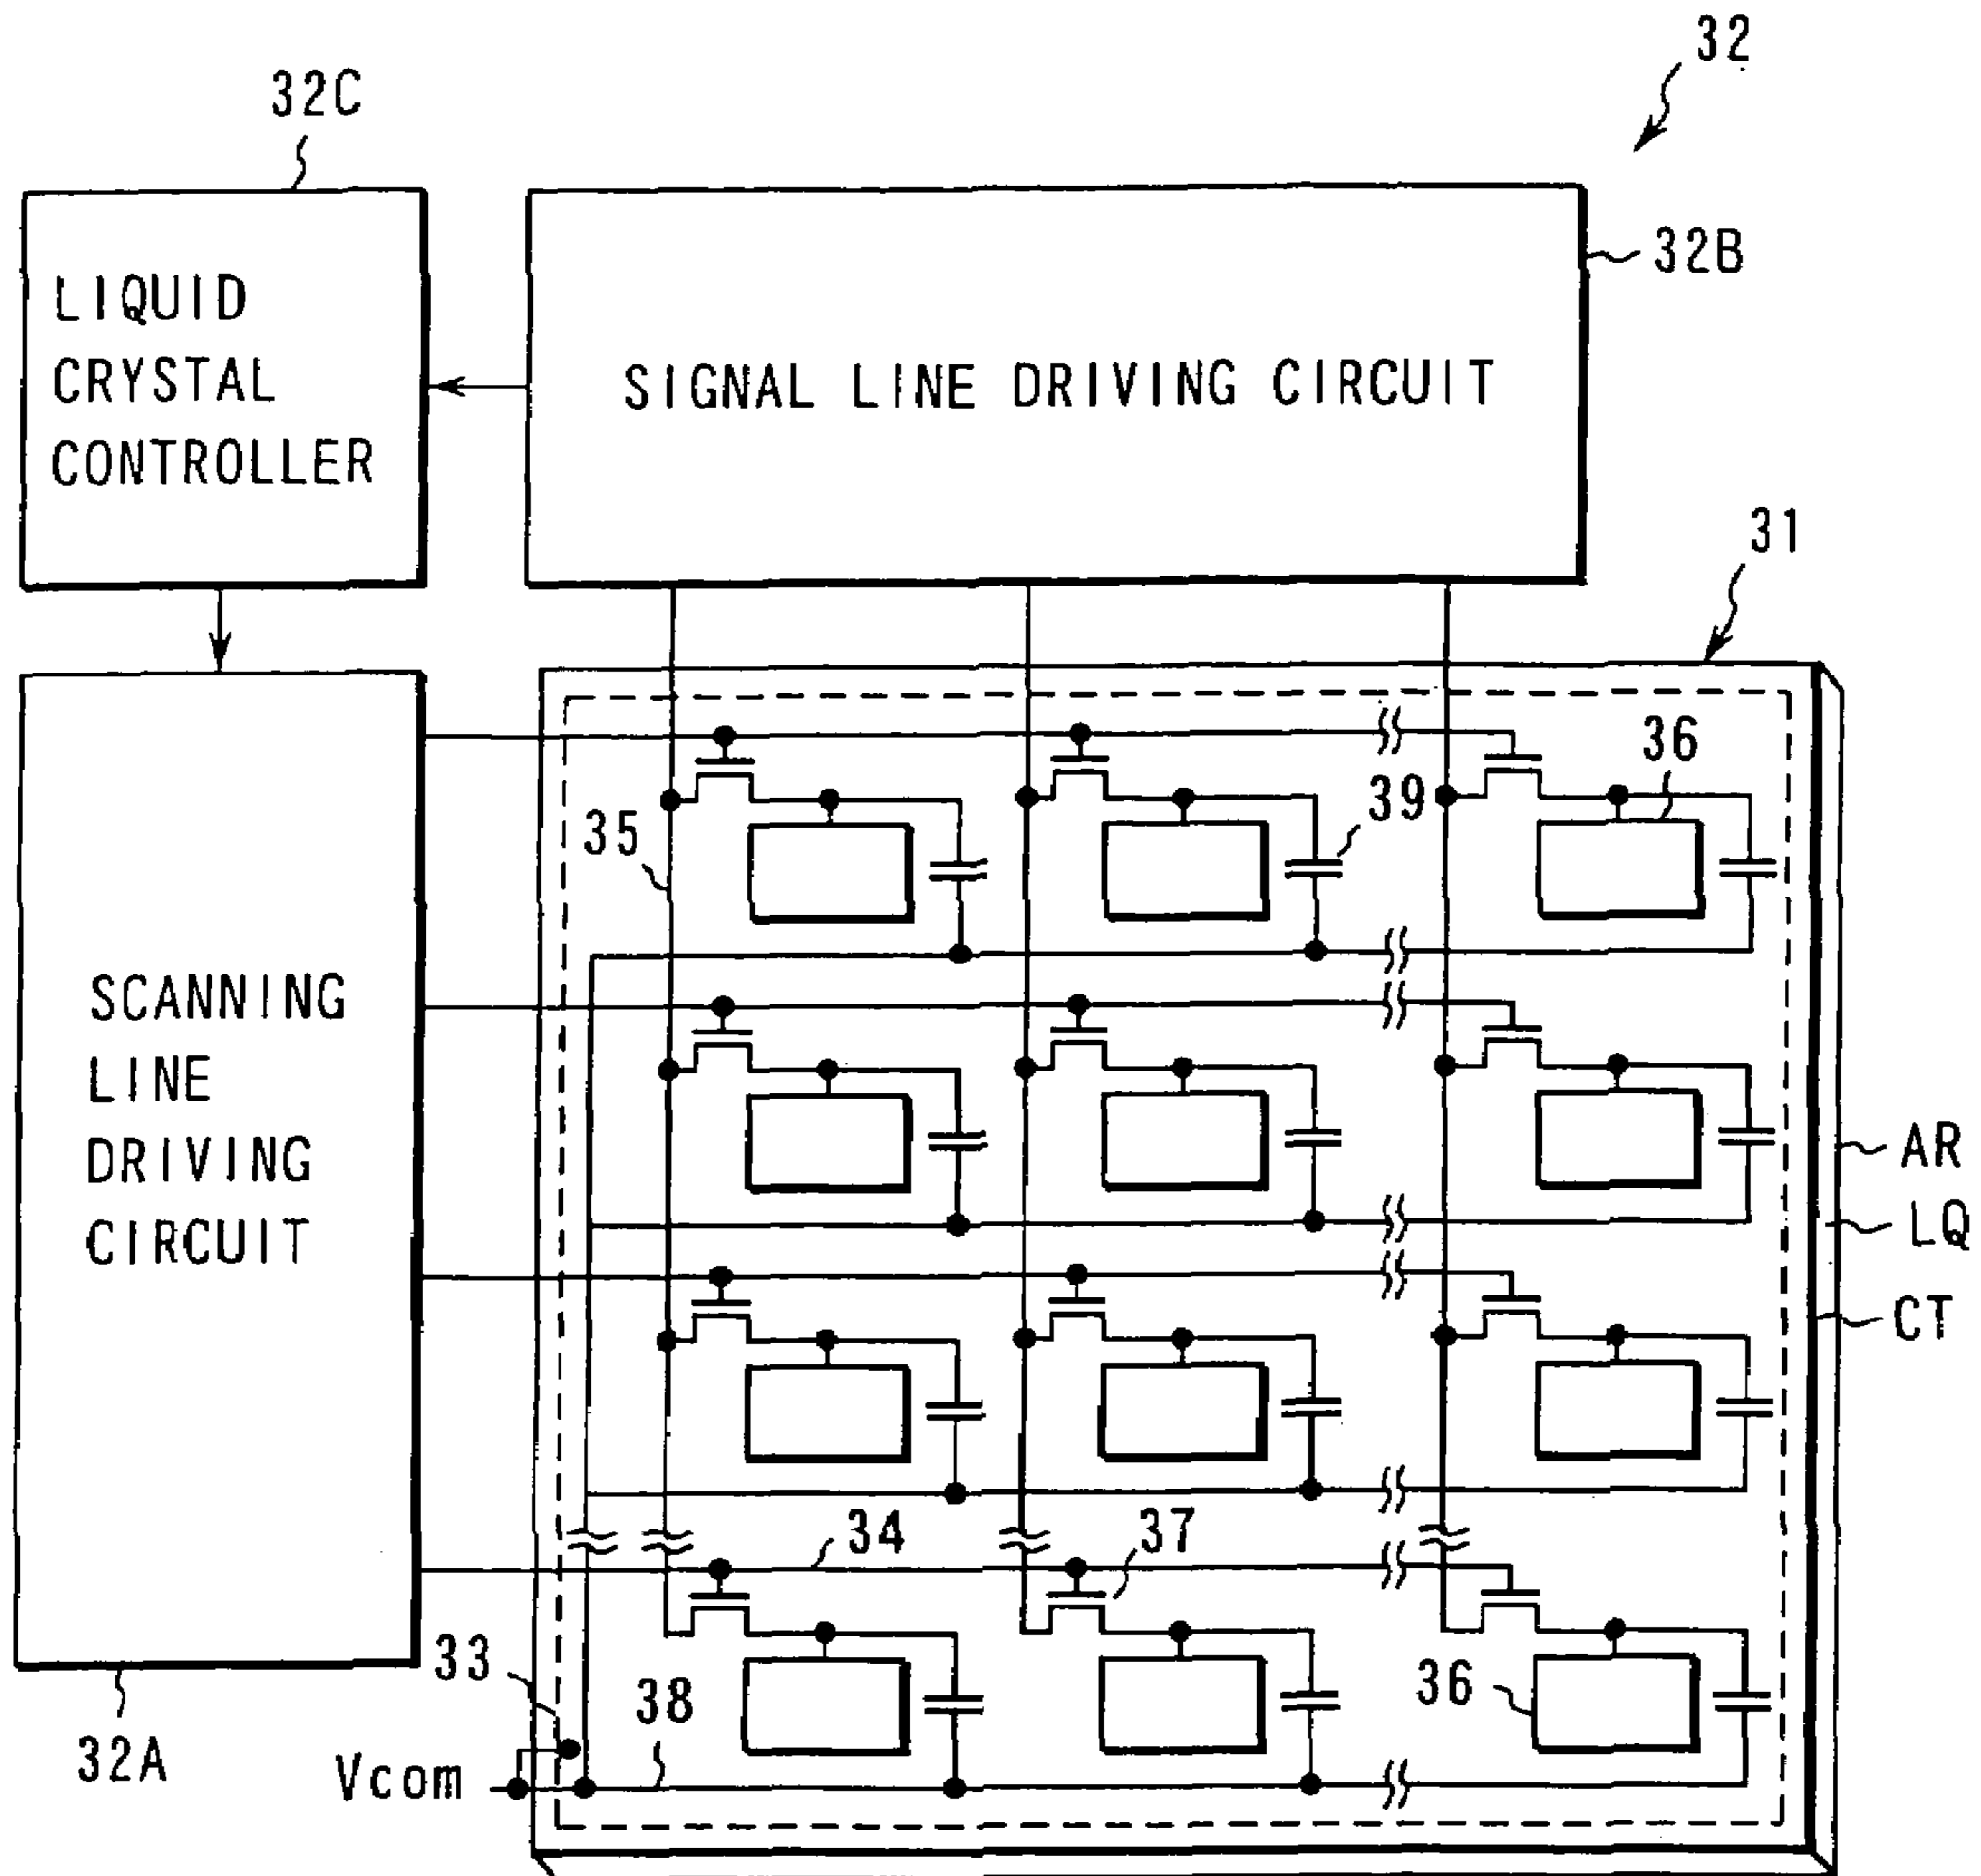 32
32C
32B
LIQUID
CRYSTAL
CONTROLLER
SIGNAL LINE DRIVING CIRCUIT
31
36
39
35
SCANNING
LINE
DRIVING
CIRCUIT
AR
LQ
CT
34
37
33
38
36
32A
Vcom